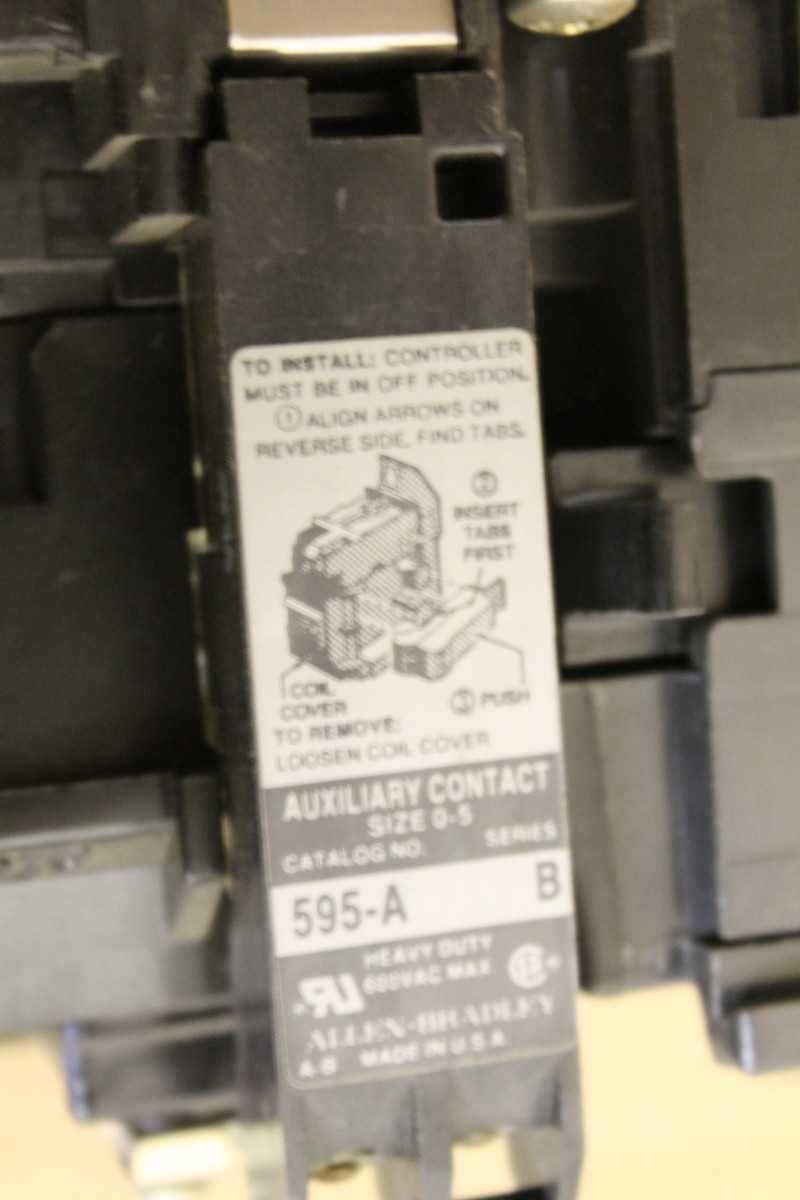 TO INSTALL: CONTROLLER
MUST BE IN OFF POSITION.
① ALIGN ARROWS ON
REVERSE SIDE, FIND TABS.
②
INSERT
TABS
FIRST
COIL
COVER
③ PUSH
TO REMOVE:
LOOSEN COIL COVER
AUXILIARY CONTACT
SIZE 0-5
CATALOG NO. SERIES
595-A B
HEAVY DUTY
600VAC MAX
ALLEN-BRADLEY
A-B MADE IN U.S.A.